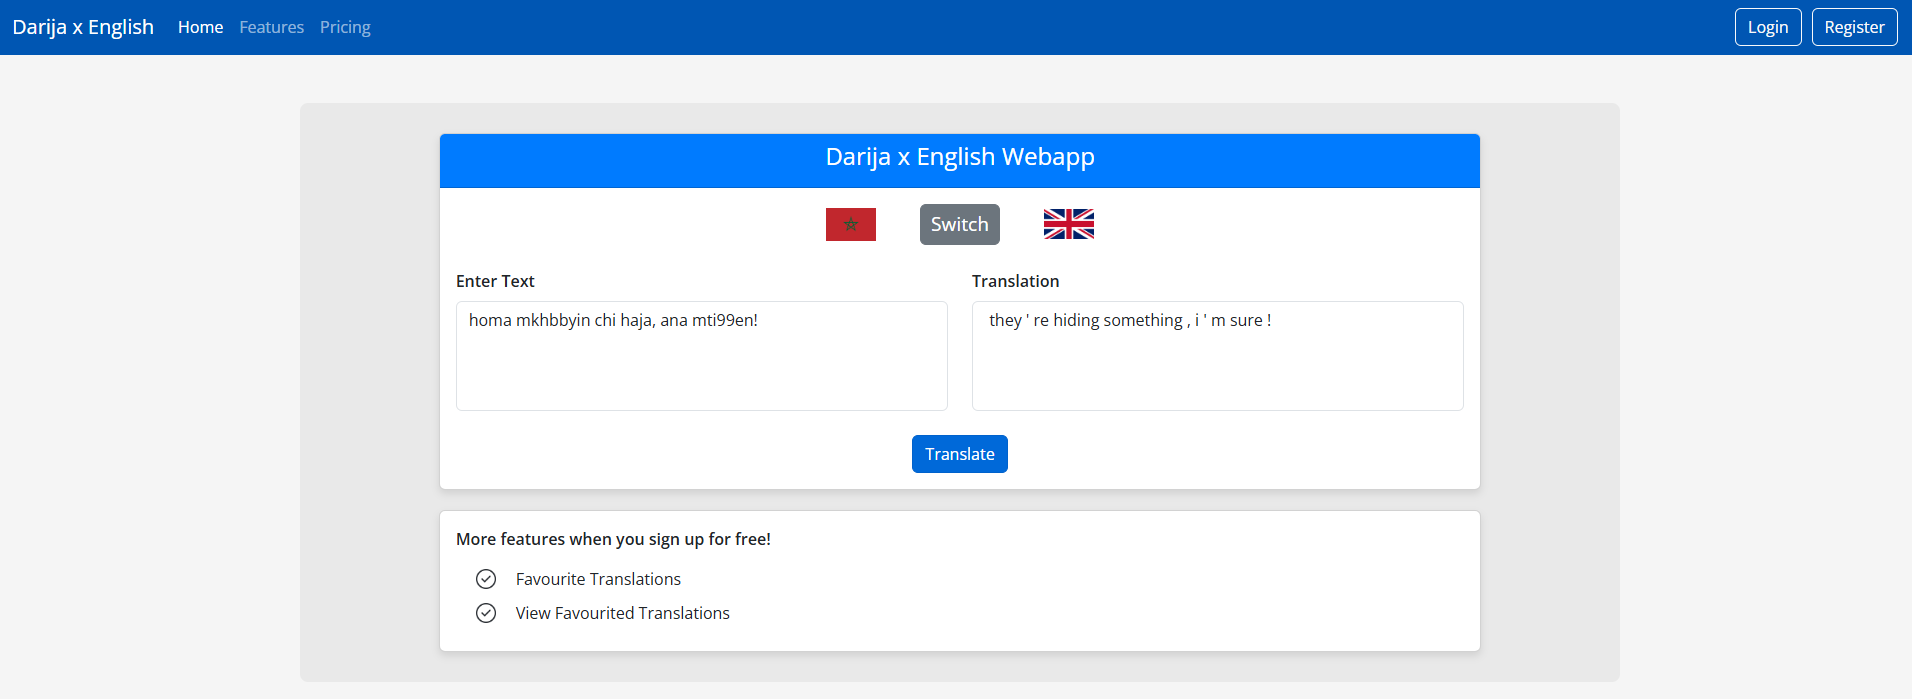 Darija x English Home Features Pricing Login Register
Darija x English Webapp
Switch
Enter Text
homa mkhbbyin chi haja, ana mti99en!
Translation
they ' re hiding something , i ' m sure !
Translate
More features when you sign up for free!
Favourite Translations
View Favourited Translations